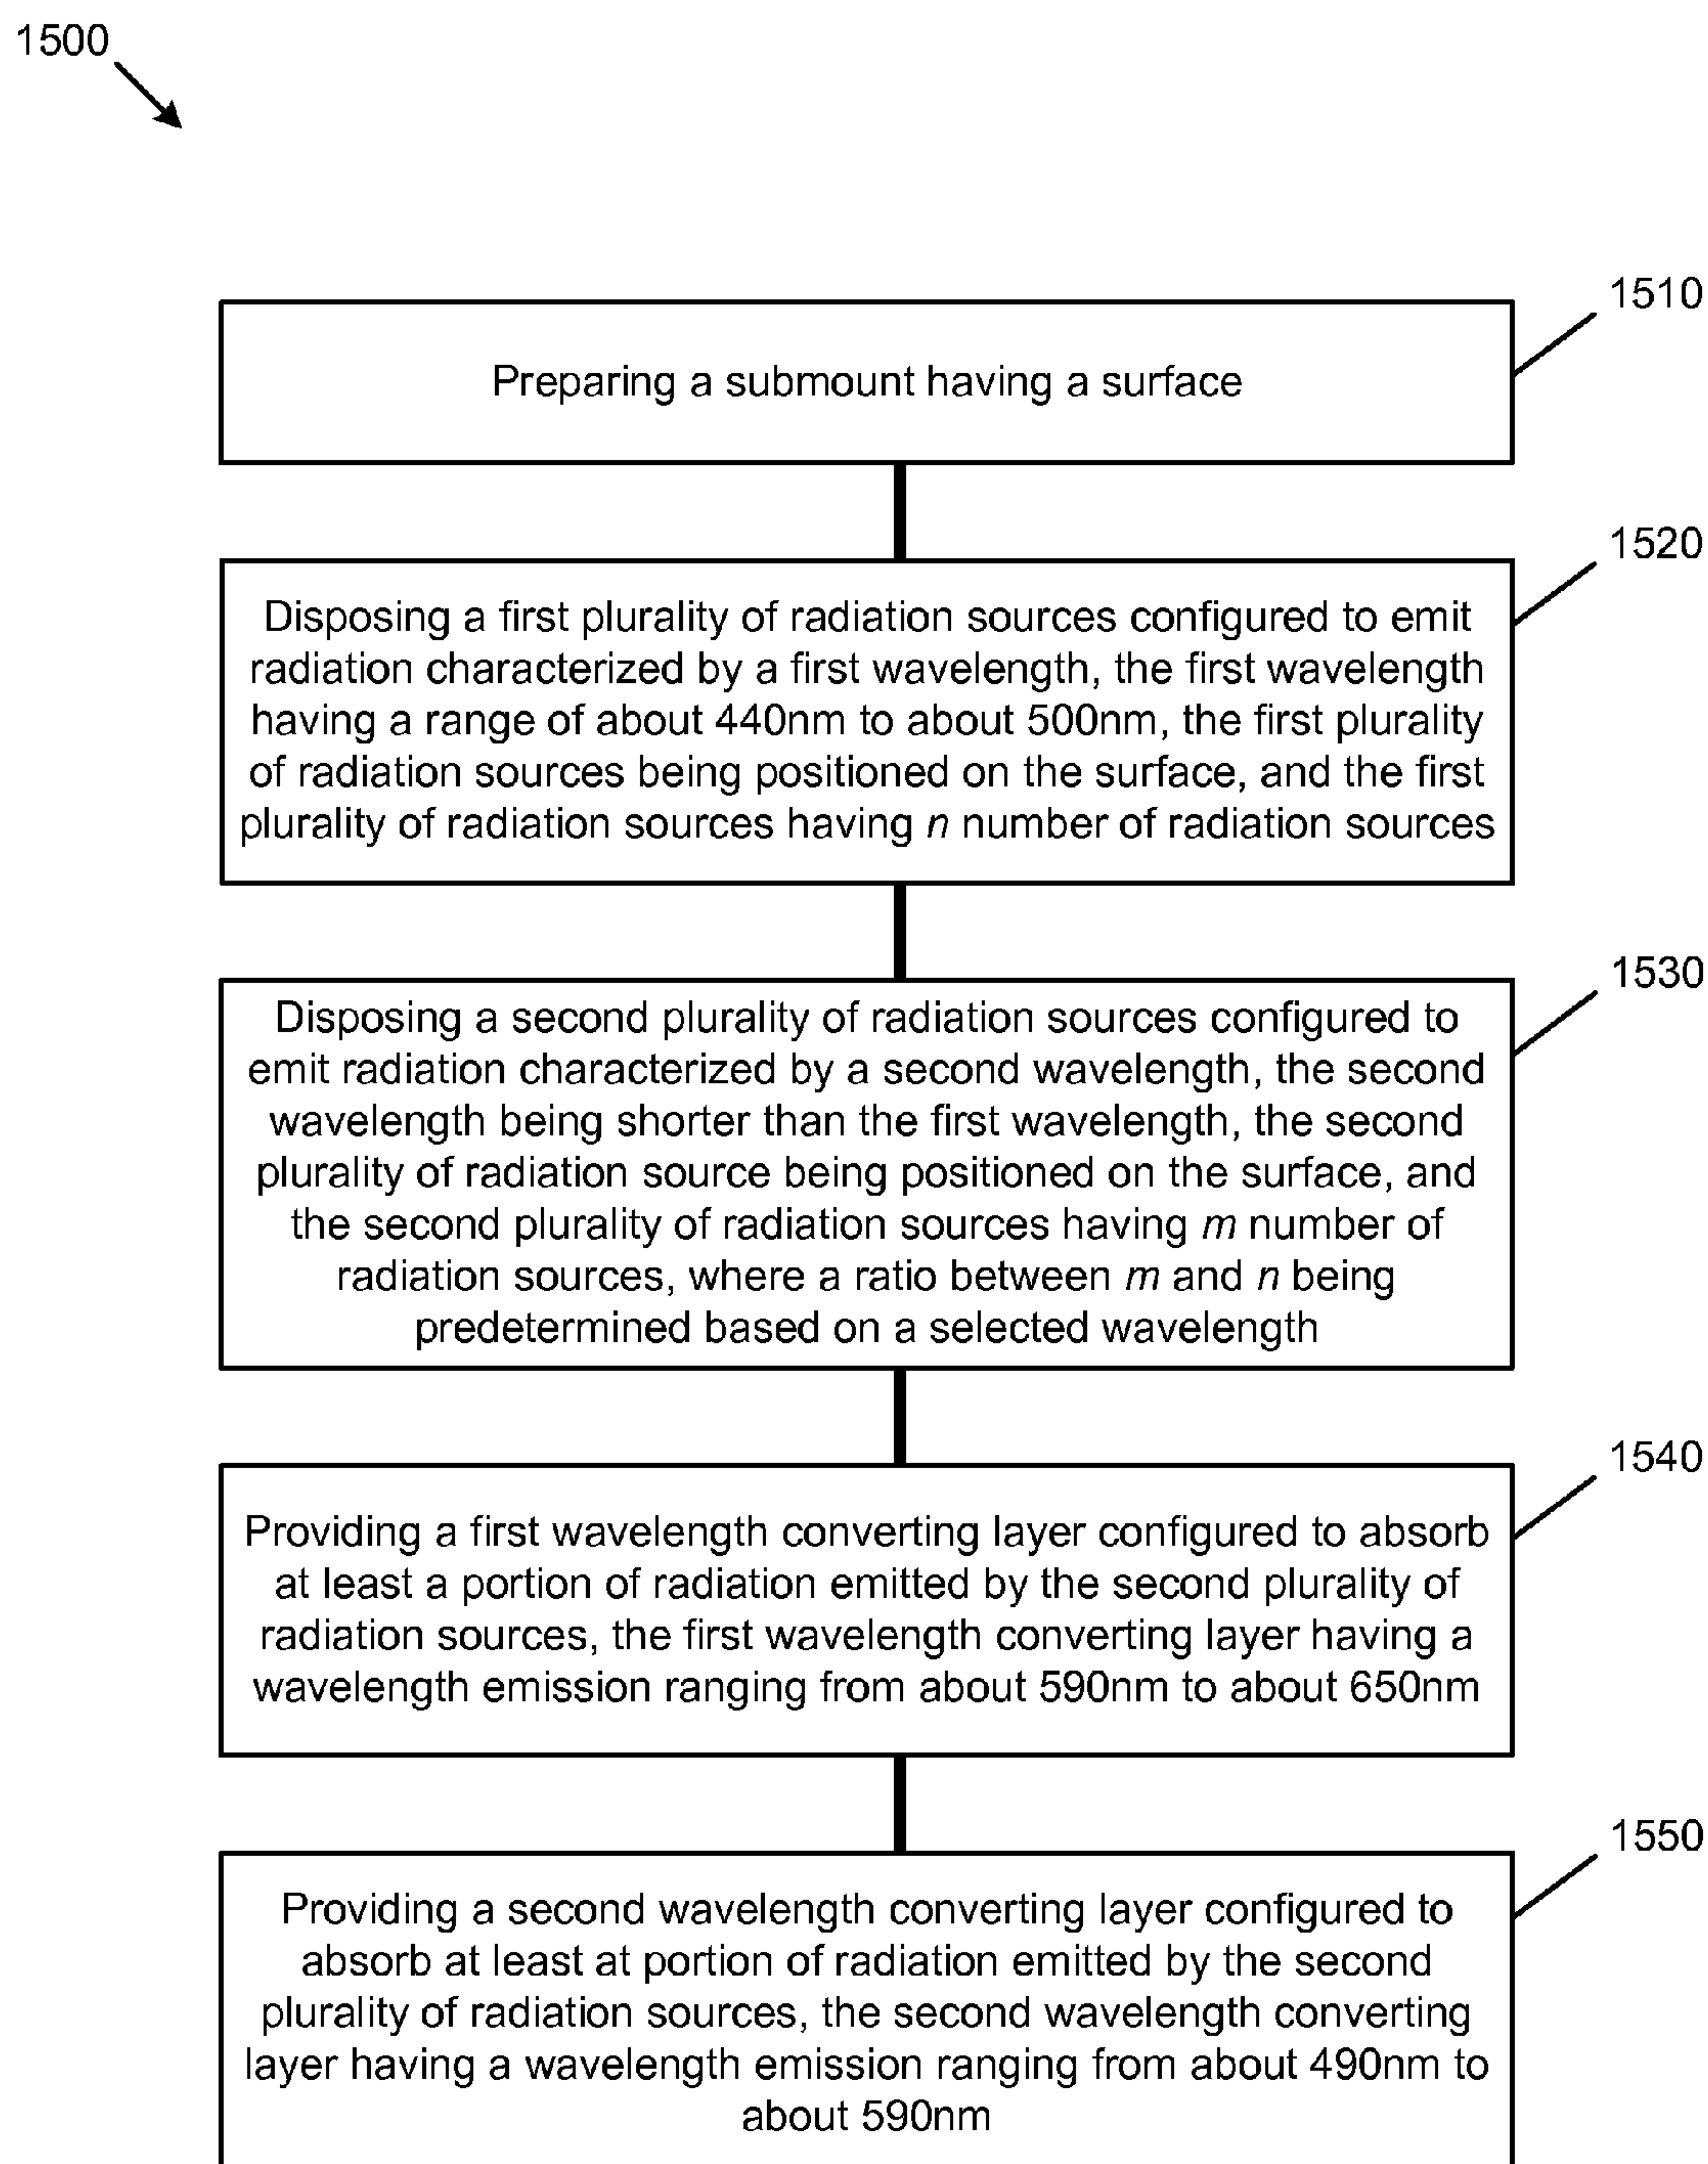 1500
1510
Preparing a submount having a surface
1520
Disposing a first plurality of radiation sources configured to emit
radiation characterized by a first wavelength, the first wavelength
having a range of about 440nm to about 500nm, the first plurality
of radiation sources being positioned on the surface, and the first
plurality of radiation sources having n number of radiation sources
1530
Disposing a second plurality of radiation sources configured to
emit radiation characterized by a second wavelength, the second
wavelength being shorter than the first wavelength, the second
plurality of radiation source being positioned on the surface, and
the second plurality of radiation sources having m number of
radiation sources, where a ratio between m and n being
predetermined based on a selected wavelength
1540
Providing a first wavelength converting layer configured to absorb
at least a portion of radiation emitted by the second plurality of
radiation sources, the first wavelength converting layer having a
wavelength emission ranging from about 590nm to about 650nm
1550
Providing a second wavelength converting layer configured to
absorb at least at portion of radiation emitted by the second
plurality of radiation sources, the second wavelength converting
layer having a wavelength emission ranging from about 490nm to
about 590nm